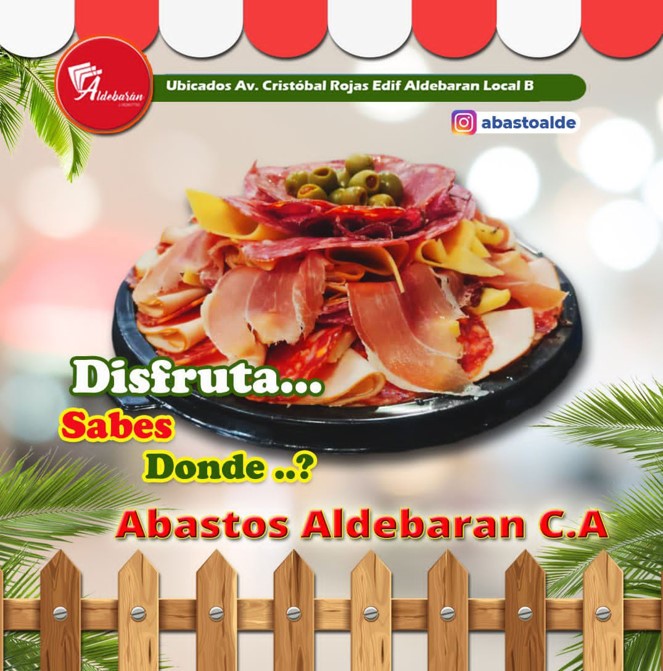 Aldebarán
Ubicados Av. Cristóbal Rojas Edif Aldebaran Local B
abastoalde
Disfruta...
Sabes
Donde ..?
Abastos Aldebaran C.A